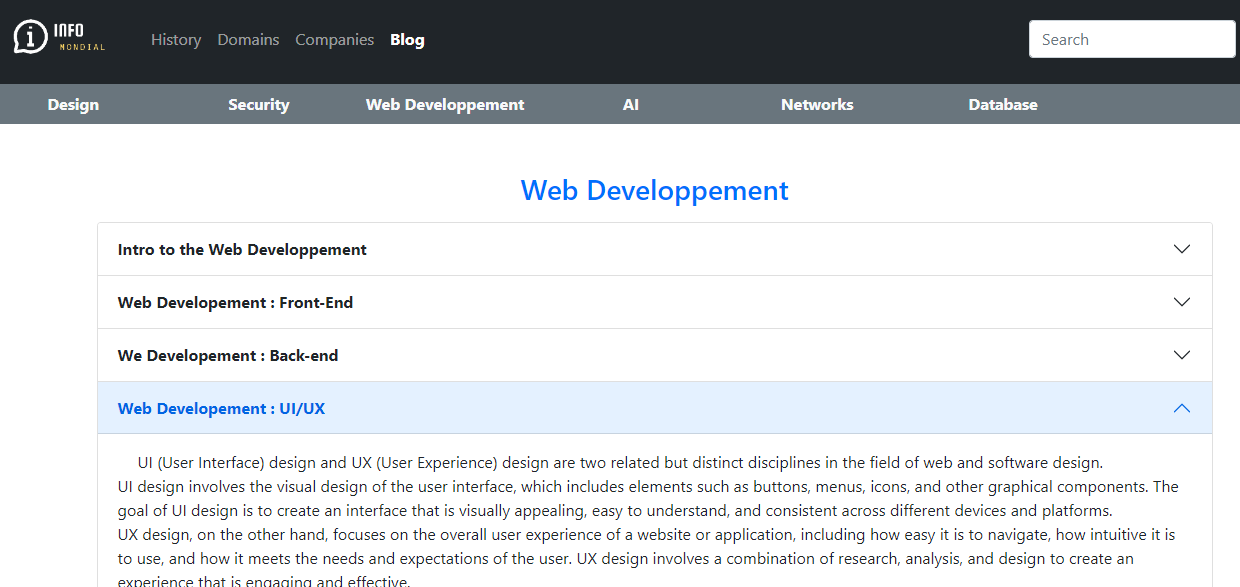 INFO
MONDIAL
History Domains Companies Blog
Search
Design Security Web Developpement AI Networks Database
Web Developpement
Intro to the Web Developpement
Web Developement : Front-End
We Developement : Back-end
Web Developement : UI/UX
UI (User Interface) design and UX (User Experience) design are two related but distinct disciplines in the field of web and software design.
UI design involves the visual design of the user interface, which includes elements such as buttons, menus, icons, and other graphical components. The
goal of UI design is to create an interface that is visually appealing, easy to understand, and consistent across different devices and platforms.
UX design, on the other hand, focuses on the overall user experience of a website or application, including how easy it is to navigate, how intuitive it is
to use, and how it meets the needs and expectations of the user. UX design involves a combination of research, analysis, and design to create an
experience that is engaging and effective.